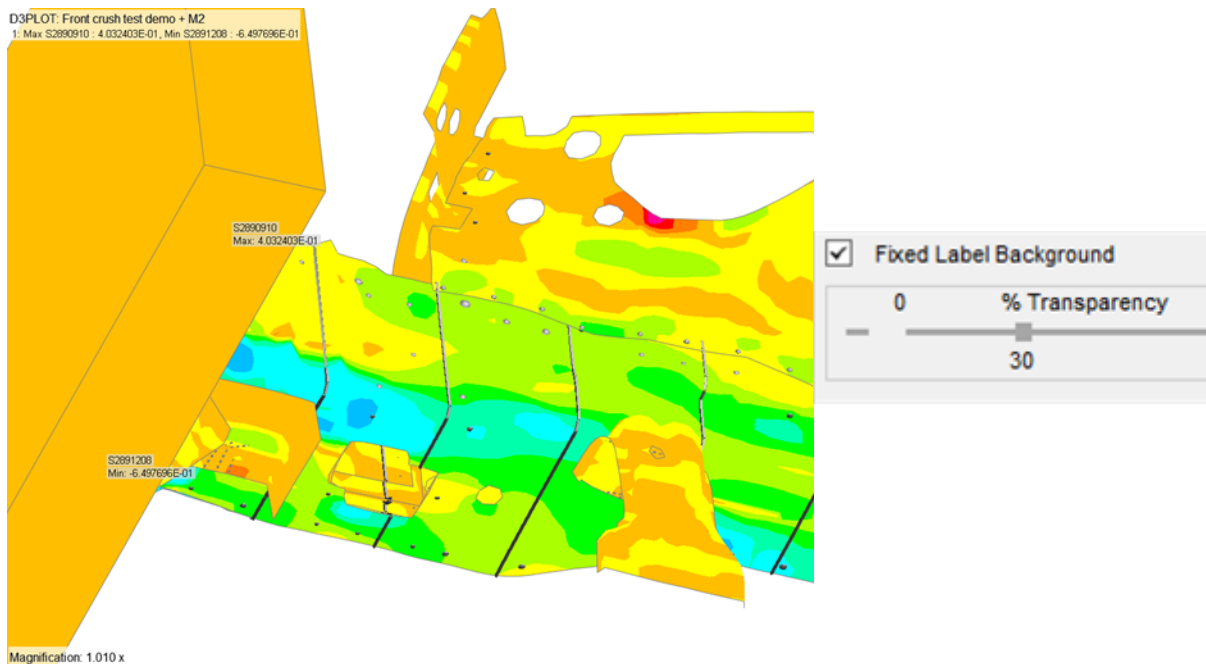 D3PLOT: Front crush test demo + M2
1: Max S2890910 : 4.032403E-01, Min S2891208 : -6.497696E-01
S2890910
Max: 4.032403E-01
S2891208
Min: -6.497696E-01
Magnification: 1.010 x
Fixed Label Background
0 % Transparency
30